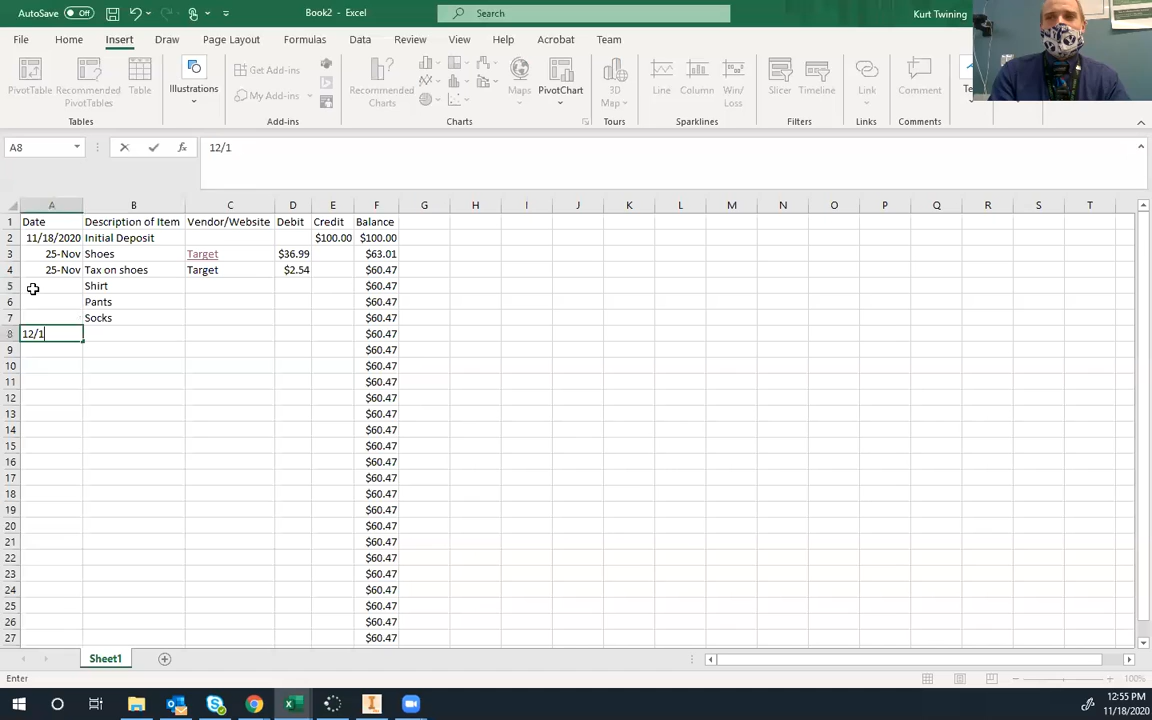 AutoSave Off Book2 - Excel Search Kurt Twining
File Home Insert Draw Page Layout Formulas Data Review View Help Acrobat Team
PivotTable Recommended PivotTables Table Illustrations Get Add-ins My Add-ins Recommended Charts Maps PivotChart 3D Map Line Column Win/Loss Slicer Timeline Link Comment
Tables Add-ins Charts Tours Sparklines Filters Links Comments
A8 fx 12/1
A B C D E F G H I J K L M N O P Q R S T
1 Date Description of Item Vendor/Website Debit Credit Balance
2 11/18/2020 Initial Deposit $100.00 $100.00
3 25-Nov Shoes Target $36.99 $63.01
4 25-Nov Tax on shoes Target $2.54 $60.47
5 Shirt $60.47
6 Pants $60.47
7 Socks $60.47
8 12/1 $60.47
9 $60.47
10 $60.47
11 $60.47
12 $60.47
13 $60.47
14 $60.47
15 $60.47
16 $60.47
17 $60.47
18 $60.47
19 $60.47
20 $60.47
21 $60.47
22 $60.47
23 $60.47
24 $60.47
25 $60.47
26 $60.47
27 $60.47
Sheet1
Enter 100%
12:55 PM
11/18/2020